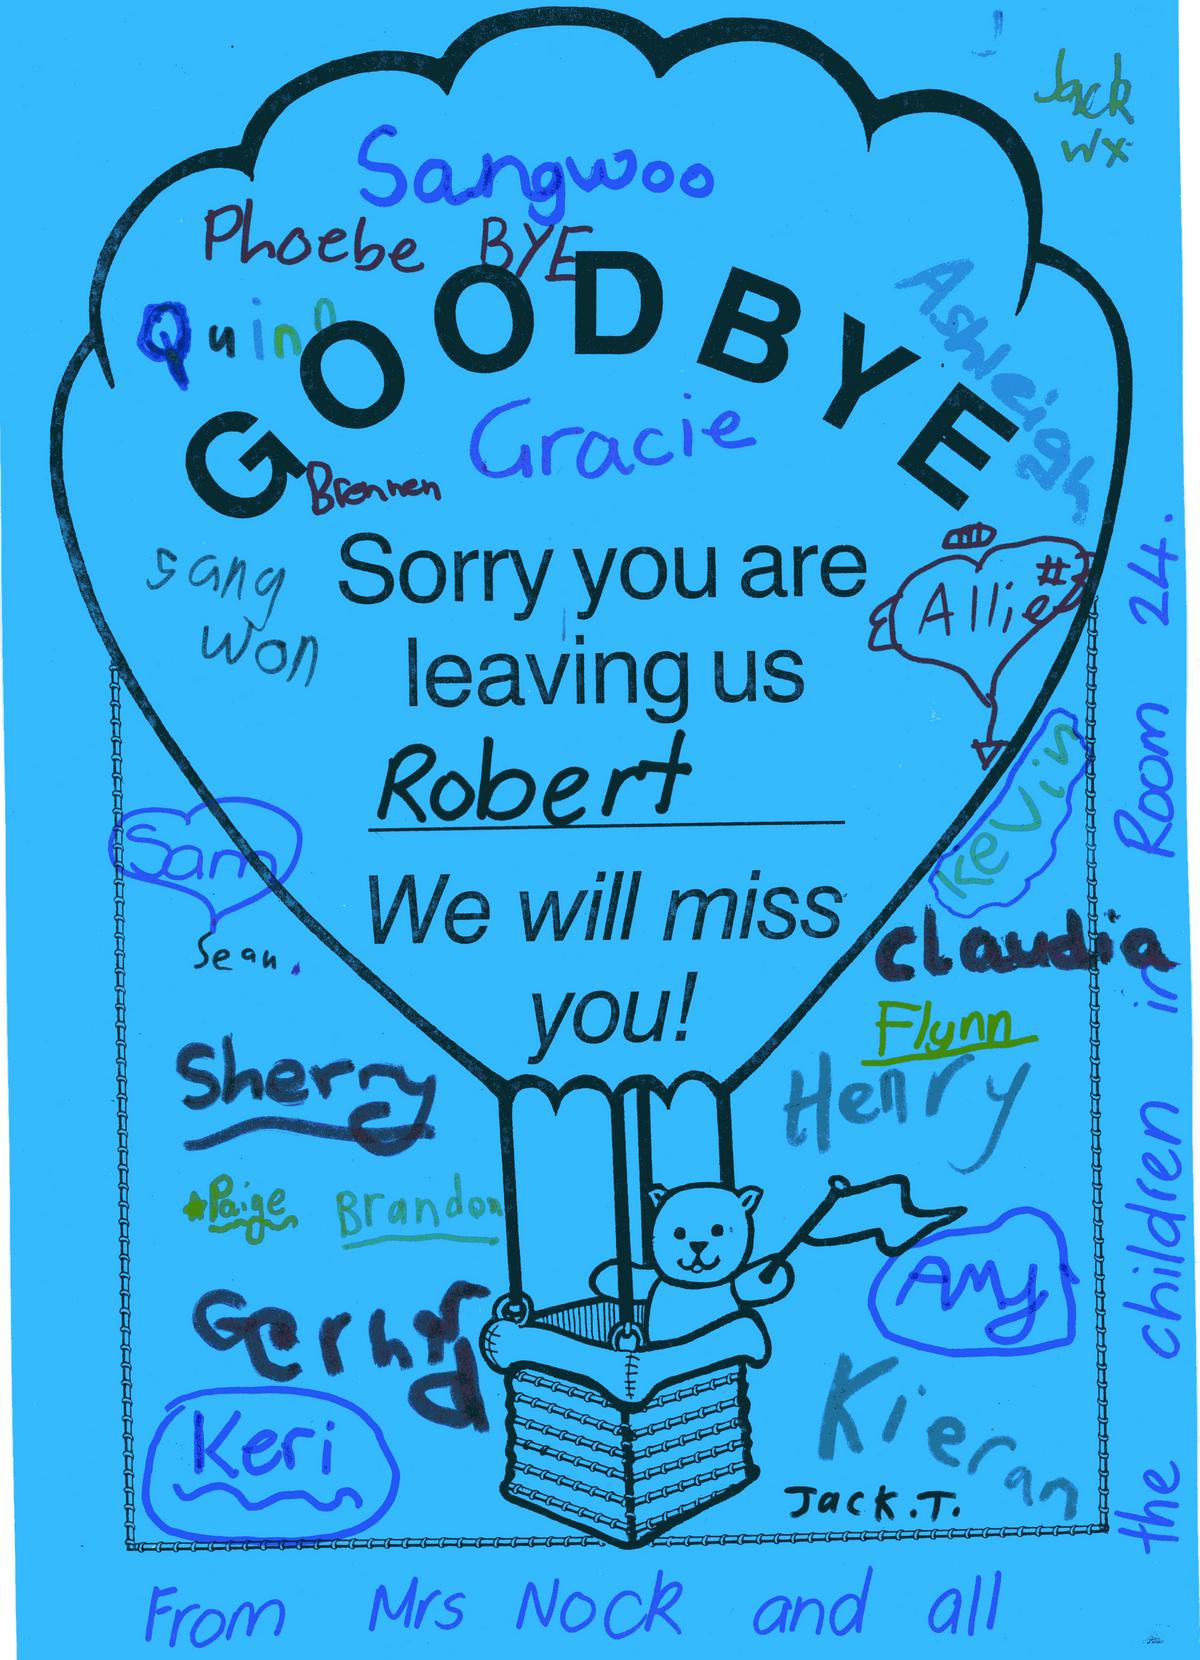 Jack
Wx
Sangwoo
Phoebe BYE
Quinn
GOODBYE
Ashleigh
Gracie
Brennen
sang
won
Sorry you are
leaving us
Allie #3
Robert
Kevin
Sam
We will miss
you!
Sean.
Claudia
Flynn
Sherry
Henry
Paige
Brandon
Amy
Gerhard
Keri
Kieran
Jack.T.
From Mrs Nock and all
the children in Room 24.